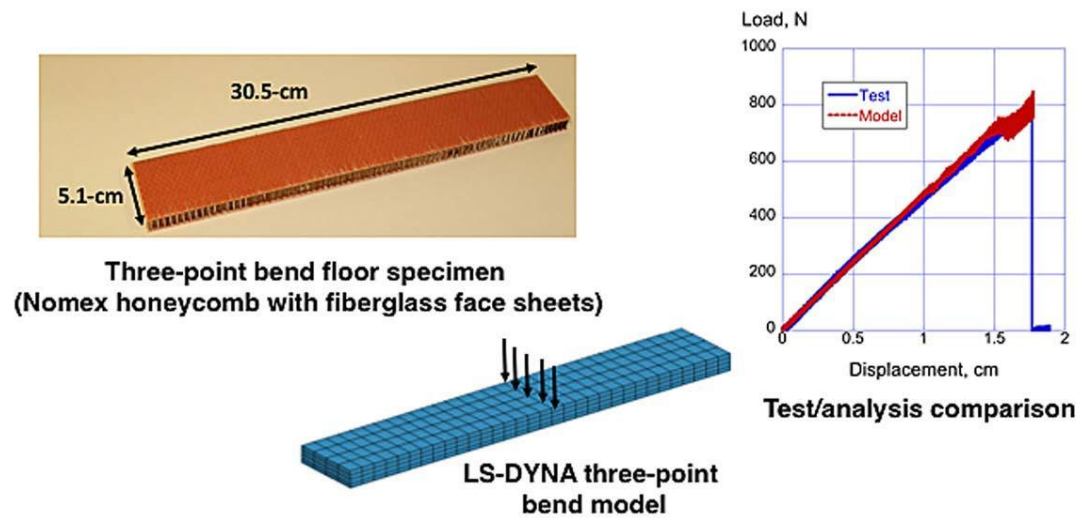 30.5-cm
5.1-cm
Three-point bend floor specimen
(Nomex honeycomb with fiberglass face sheets)
LS-DYNA three-point
bend model
Load, N
1000
800
600
400
200
0
Test
Model
0.5
1
1.5
2
Displacement, cm
Test/analysis comparison